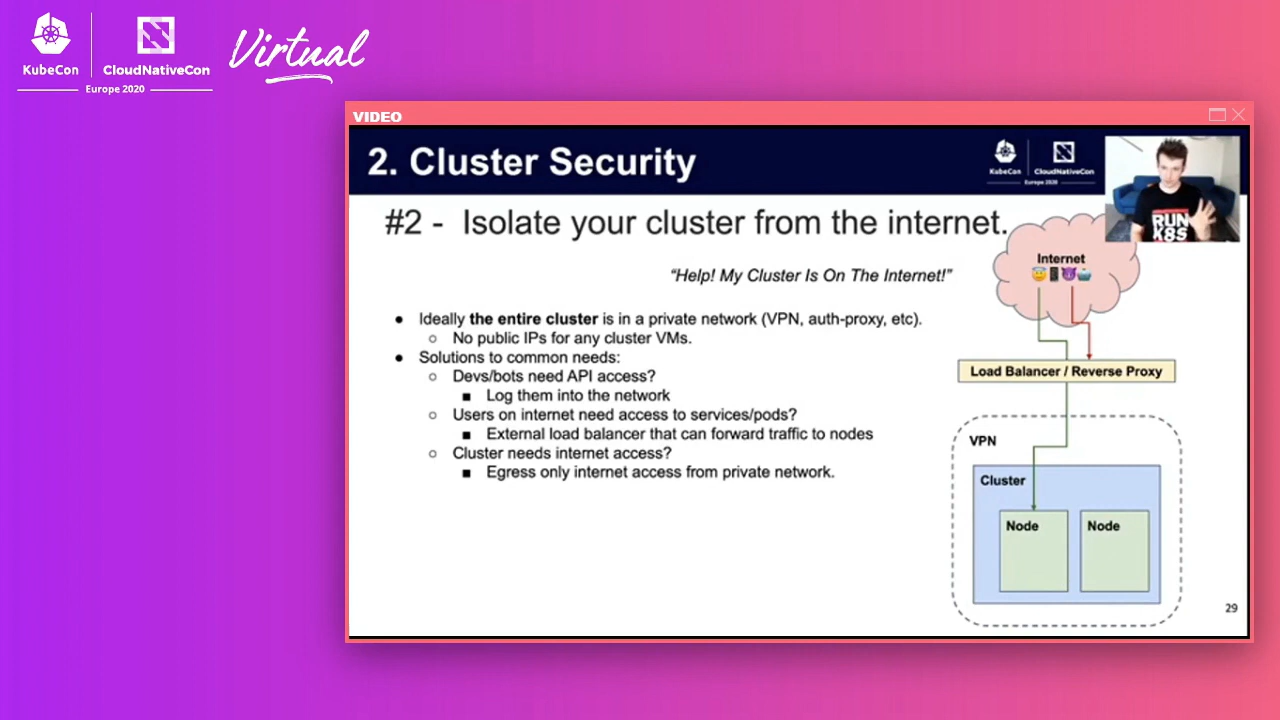 KubeCon
CloudNativeCon
Europe 2020
Virtual
VIDEO
2. Cluster Security
KubeCon
CloudNativeCon
Europe 2020
RUN
K8S
#2 - Isolate your cluster from the internet.
"Help! My Cluster Is On The Internet!"
● Ideally the entire cluster is in a private network (VPN, auth-proxy, etc).
○ No public IPs for any cluster VMs.
● Solutions to common needs:
○ Devs/bots need API access?
■ Log them into the network
○ Users on internet need access to services/pods?
■ External load balancer that can forward traffic to nodes
○ Cluster needs internet access?
■ Egress only internet access from private network.
Internet
Load Balancer / Reverse Proxy
VPN
Cluster
Node
Node
29